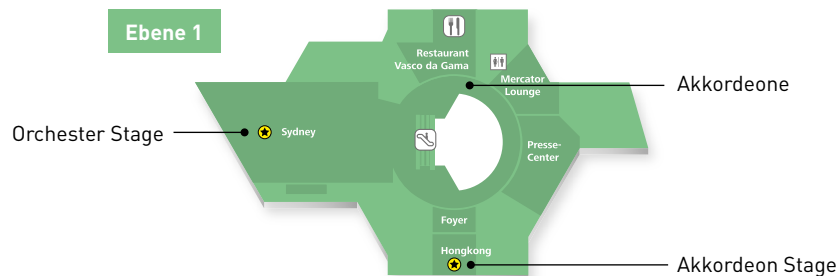 Ebene 1
Restaurant
Vasco da Gama
Mercator
Lounge
Akkordeone
Orchester Stage
Sydney
Presse-
Center
Foyer
Hongkong
Akkordeon Stage